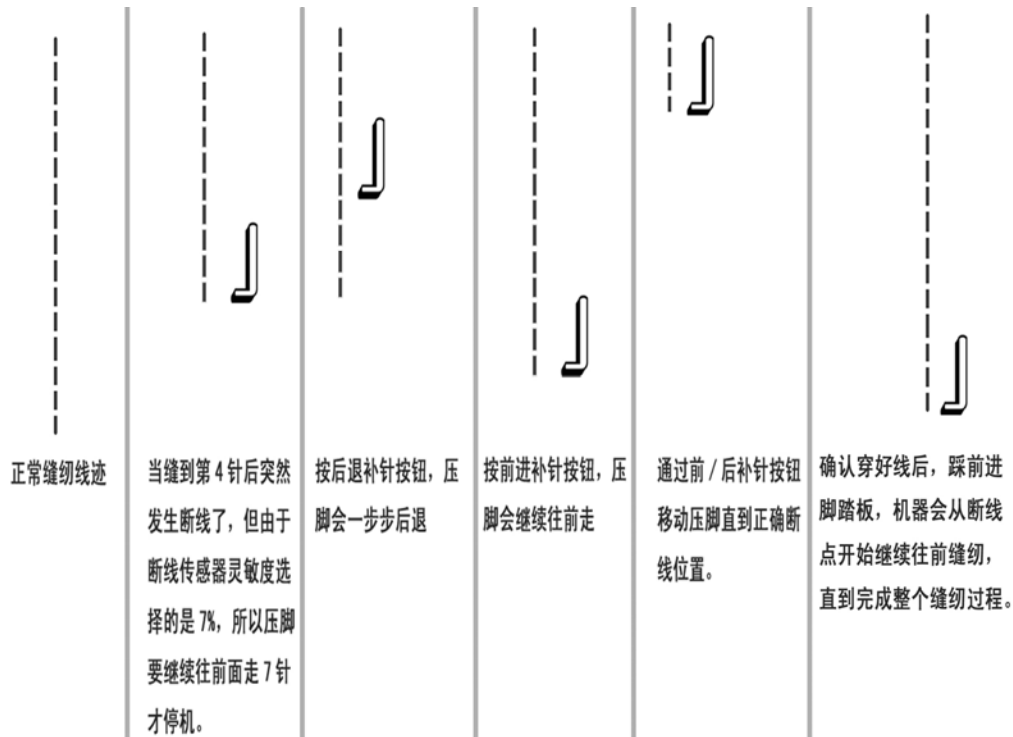 正常缝纫线迹
当缝到第4针后突然
发生断线了，但由于
断线传感器灵敏度选
择的是7%，所以压脚
要继续往前面走7针
才停机。
按后退补针按钮，压
脚会一步步后退
按前进补针按钮，压
脚会继续往前走
通过前/后补针按钮
移动压脚直到正确断
线位置。
确认穿好线后，踩前进
脚踏板，机器会从断线
点开始继续往前缝纫，
直到完成整个缝纫过程。